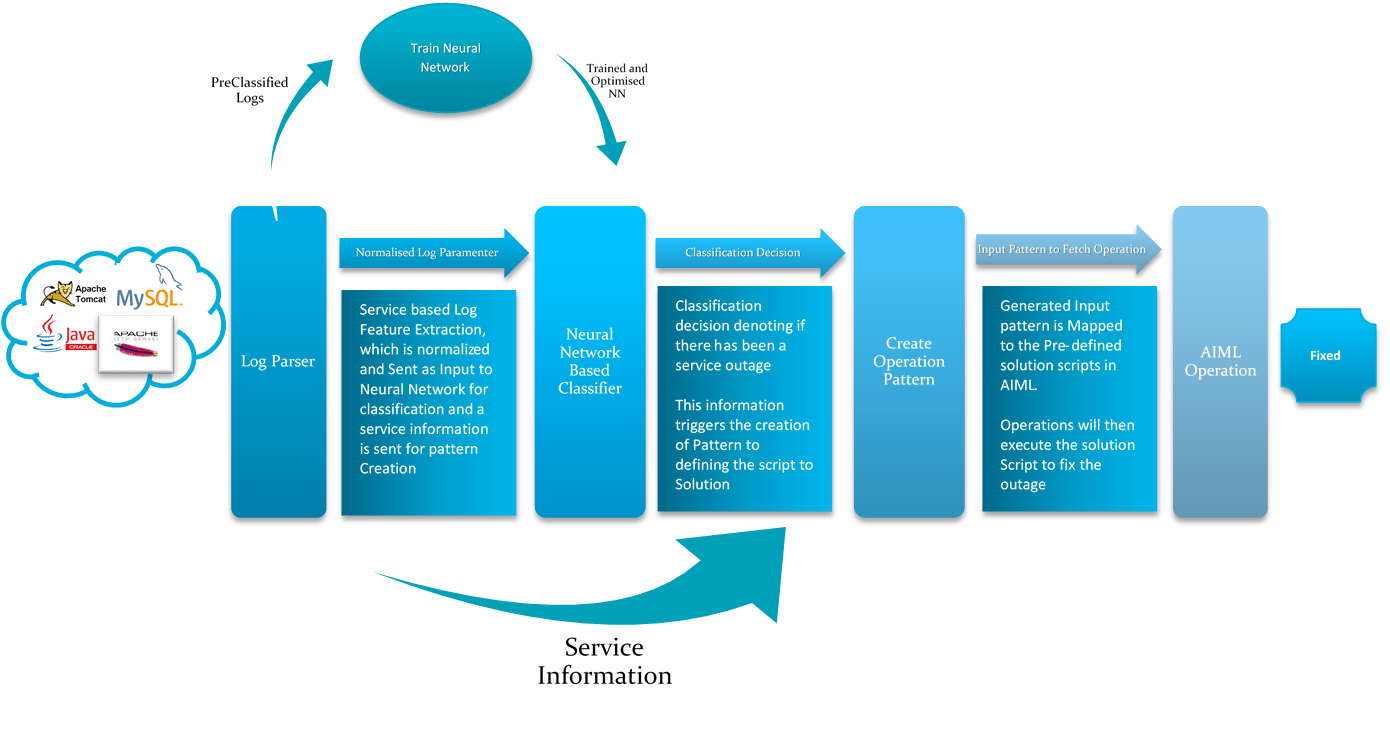 Train Neural
Network
PreClassified
Logs
Trained and
Optimised
NN
Apache
Tomcat
MySQL™
Java
ORACLE
APACHE
HTTP SERVER
Log Parser
Normalised Log Paramenter
Service based Log
Feature Extraction,
which is normalized
and Sent as Input to
Neural Network for
classification and a
service information
is sent for pattern
Creation
Neural
Network
Based
Classifier
Classification Decision
Classification
decision denoting if
there has been a
service outage
This information
triggers the creation
of Pattern to
defining the script to
Solution
Create
Operation
Pattern
Input Pattern to Fetch Operation
Generated Input
pattern is Mapped
to the Pre-defined
solution scripts in
AIML.
Operations will then
execute the solution
Script to fix the
outage
AIML
Operation
Fixed
Service
Information